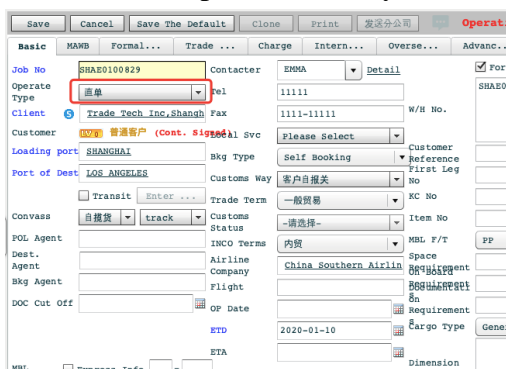 Save Cancel Save The Default Clone Print 发送分公司 Operat
Basic MAWB Formal... Trade ... Charge Intern... Overse... Advanc..
Job No SHAE0100829 Contacter EMMA Detail For
Operate Type 直单 Tel 11111 SHAE0
Client Trade Tech Inc,Shangh Fax 1111-1111 W/H No.
Customer 普通客户 (Cont. Signed) Local Svc Please Select
Loading port SHANGHAI Bkg Type Self Booking Customer Reference
Port of Dest LOS ANGELES Customs Way 客户自报关 First Leg No
Transit Enter ... Trade Term 一般贸易 KC No
Convass 自揽货 track Customs Status -请选择- Item No
POL Agent INCO Terms 内贸 MBL F/T PP
Dest. Agent Airline Company China Southern Airlin Space Requirement
Bkg Agent Flight On-Board
DOC Cut Off OP Date Requirement
ETD 2020-01-10 Cargo Type Gene
ETA Dimension
MBL Express Info -